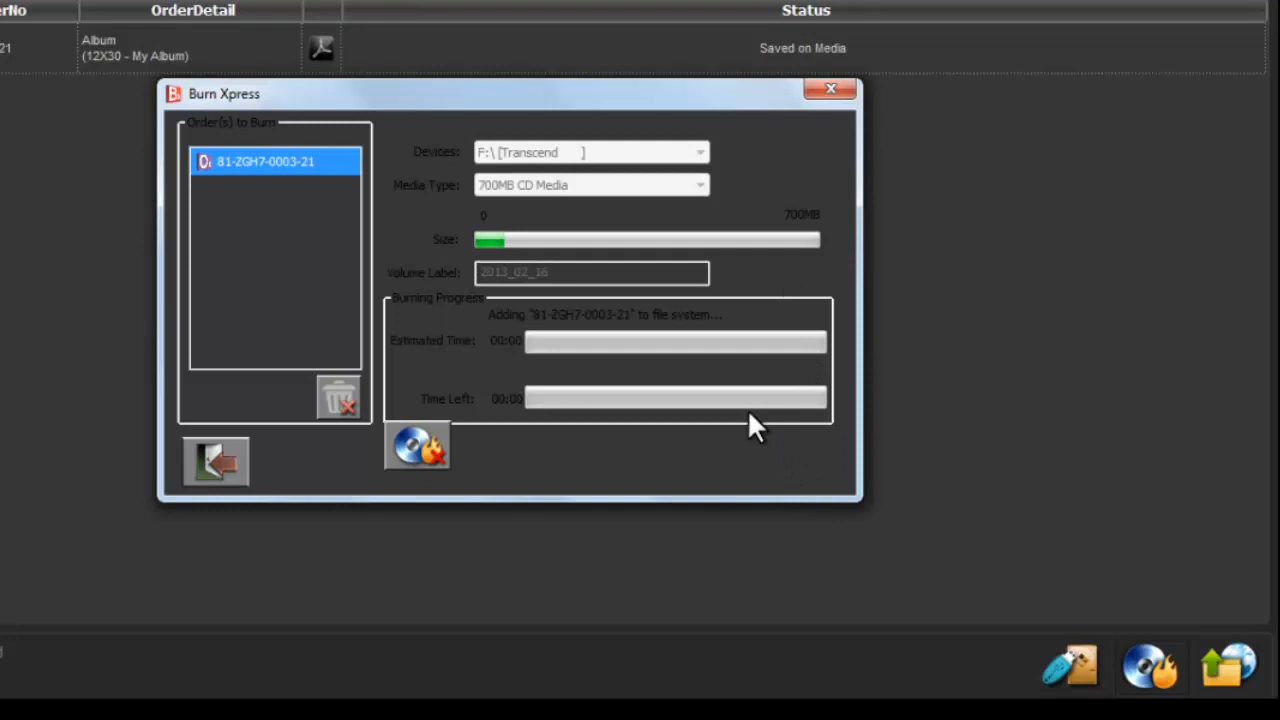 erNo OrderDetail Status
21 Album Saved on Media
(12X30 - My Album)
Burn Xpress
Order(s) to Burn
81-ZGH7-0003-21
Devices: F:\ [Transcend ]
Media Type: 700MB CD Media
0 700MB
Size:
Volume Label: 2013_02_16
Burning Progress
Adding "81-ZGH7-0003-21" to file system...
Estimated Time: 00:00
Time Left: 00:00